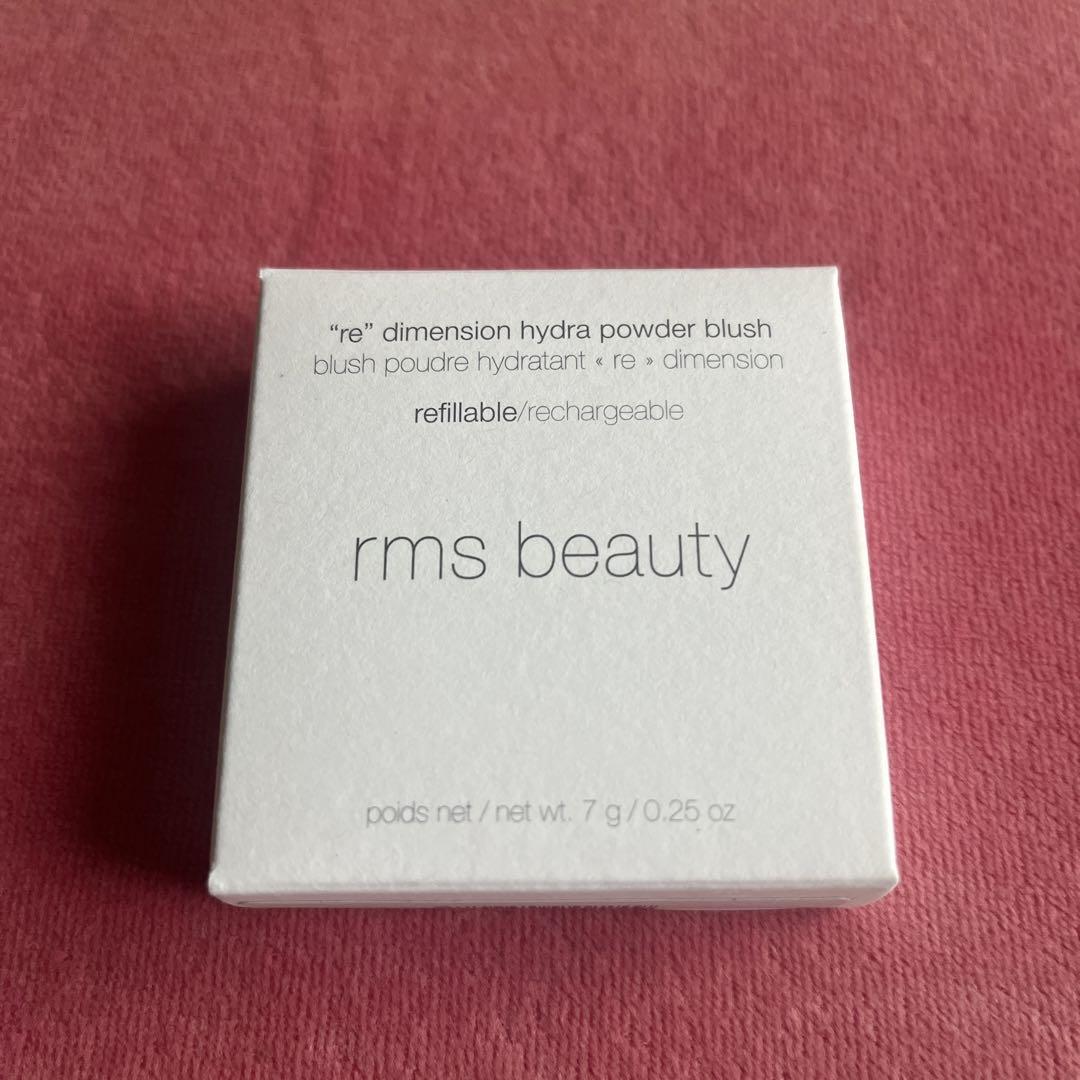 “re” dimension hydra powder blush
blush poudre hydratant « re » dimension
refillable/rechargeable
rms beauty
poids net / net wt. 7 g / 0.25 oz